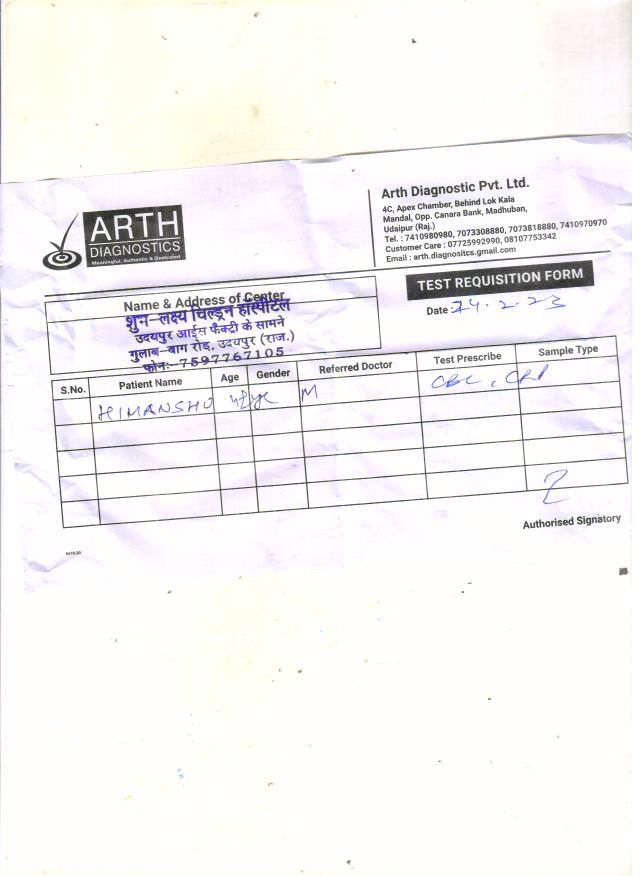 ARTH
DIAGNOSTICS
Meaningful, Authentic & Dedicated
Arth Diagnostic Pvt. Ltd.
4C, Apex Chamber, Behind Lok Kala
Mandal, Opp. Canara Bank, Madhuban,
Udaipur (Raj.)
Tel. : 7410980980, 7073308880, 7073818880, 7410970970
Customer Care : 07725992990, 08107753342
Email : arth.diagnositcs.gmail.com
TEST REQUISITION FORM
Date : 24.2.23
Name & Address of Center
शुभ-लक्ष्य चिल्ड्रन हॉस्पीटल
उदयपुर आईस फैक्ट्री के सामने
गुलाब-बाग रोड, उदयपुर (राज.)
फोन:- 7597767105
S.No. Patient Name Age Gender Referred Doctor Test Prescribe Sample Type
HIMANSHU M CBC, CRP
Authorised Signatory